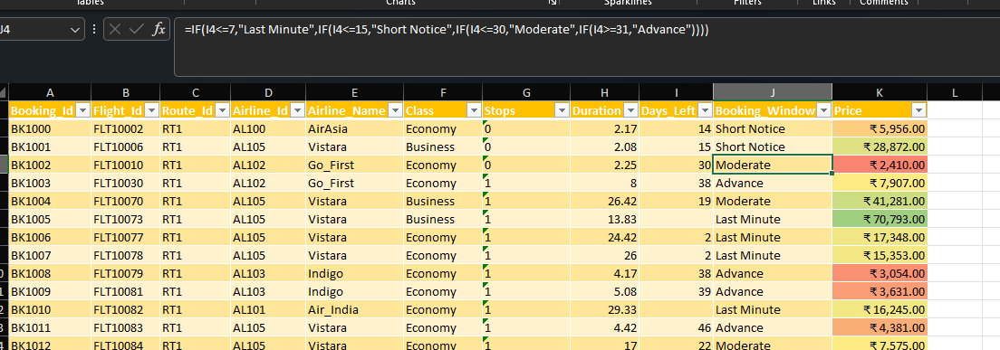 Tables Charts Sparklines Filters Links Comments
J4 fx =IF(I4<=7,"Last Minute",IF(I4<=15,"Short Notice",IF(I4<=30,"Moderate",IF(I4>=31,"Advance"))))
A B C D E F G H I J K L
Booking_Id Flight_Id Route_Id Airline_Id Airline_Name Class Stops Duration Days_Left Booking_Window Price
BK1000 FLT10002 RT1 AL100 AirAsia Economy 0 2.17 14 Short Notice ₹ 5,956.00
BK1001 FLT10006 RT1 AL105 Vistara Business 0 2.08 15 Short Notice ₹ 28,872.00
BK1002 FLT10010 RT1 AL102 Go_First Economy 0 2.25 30 Moderate ₹ 2,410.00
BK1003 FLT10030 RT1 AL102 Go_First Economy 1 8 38 Advance ₹ 7,907.00
BK1004 FLT10070 RT1 AL105 Vistara Business 1 26.42 19 Moderate ₹ 41,281.00
BK1005 FLT10073 RT1 AL105 Vistara Business 1 13.83 Last Minute ₹ 70,793.00
BK1006 FLT10077 RT1 AL105 Vistara Economy 1 24.42 2 Last Minute ₹ 17,348.00
BK1007 FLT10078 RT1 AL105 Vistara Economy 1 26 2 Last Minute ₹ 15,353.00
BK1008 FLT10079 RT1 AL103 Indigo Economy 1 4.17 38 Advance ₹ 3,054.00
BK1009 FLT10081 RT1 AL103 Indigo Economy 1 5.08 39 Advance ₹ 3,631.00
BK1010 FLT10082 RT1 AL101 Air_India Economy 1 29.33 Last Minute ₹ 16,245.00
BK1011 FLT10083 RT1 AL105 Vistara Economy 1 4.42 46 Advance ₹ 4,381.00
BK1012 FLT10084 RT1 AL105 Vistara Economy 1 17 22 Moderate ₹ 7,575.00